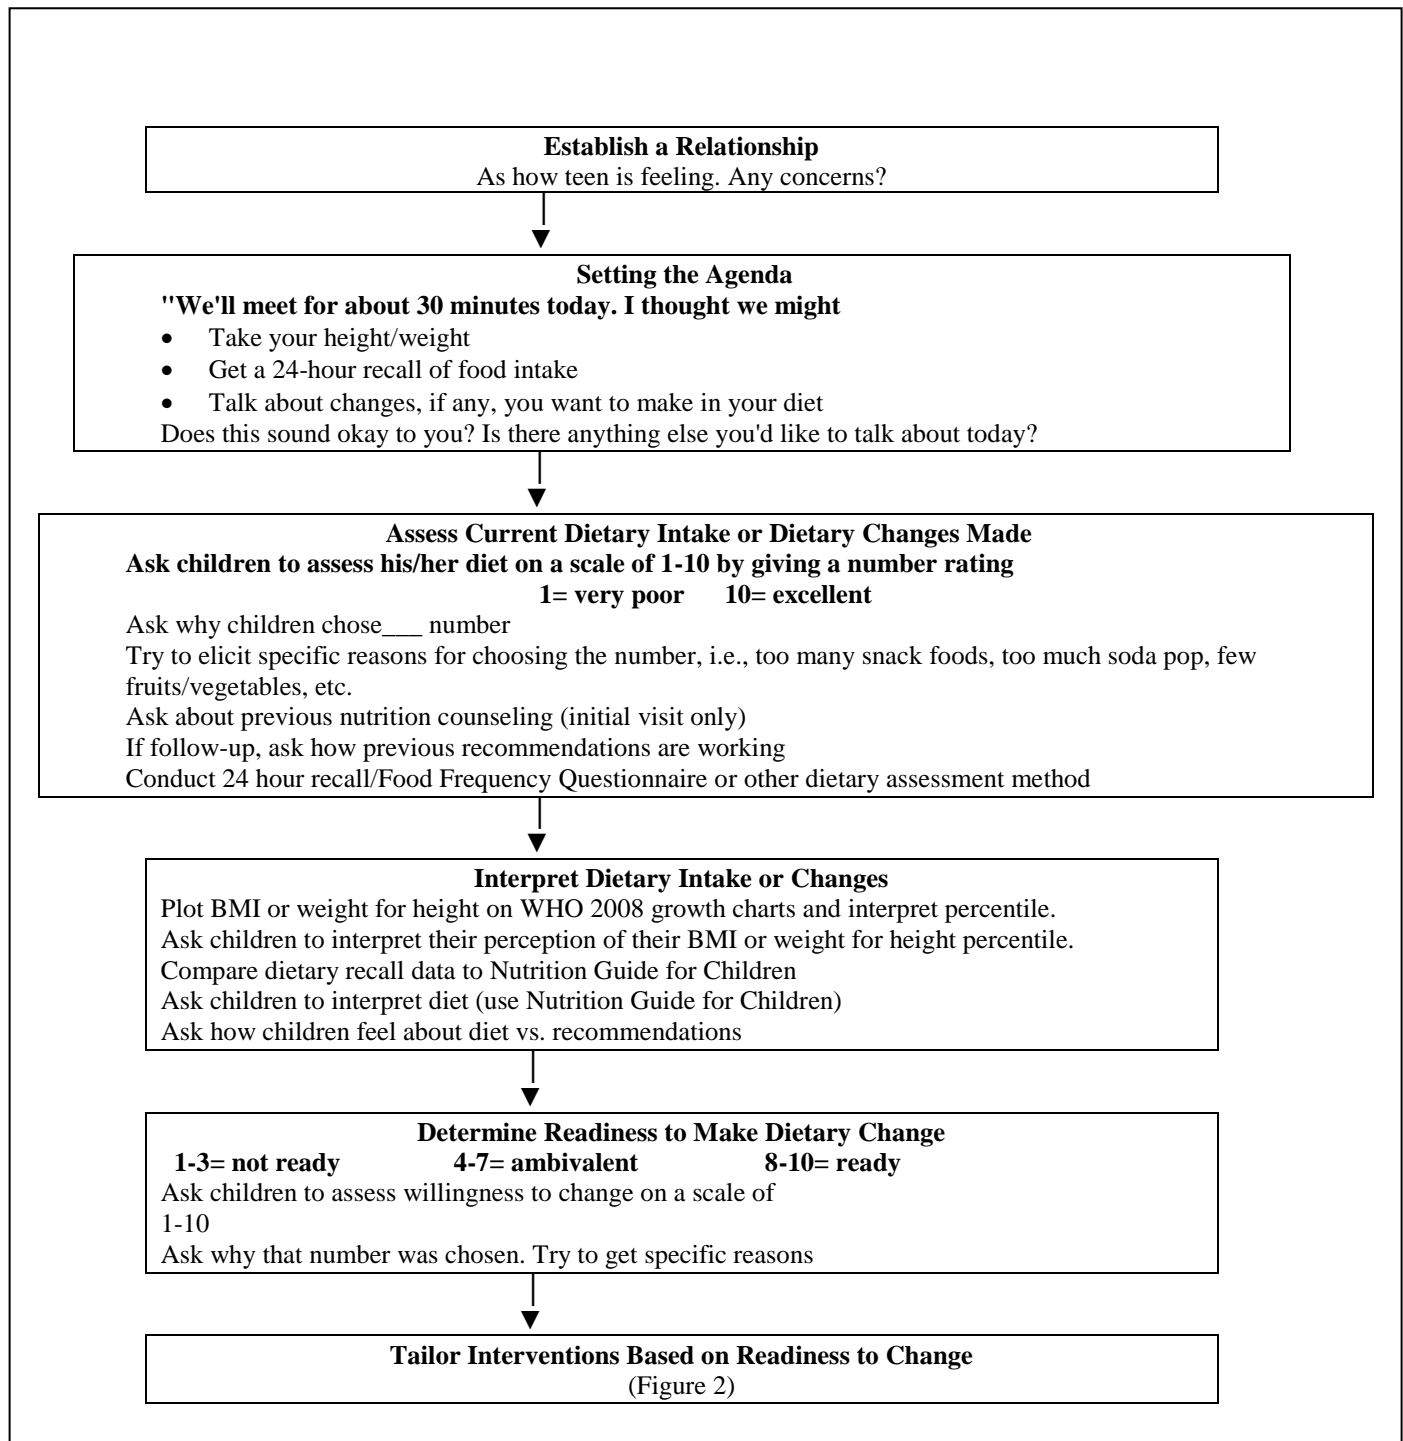 Establish a Relationship
As how teen is feeling. Any concerns?
Setting the Agenda
"We'll meet for about 30 minutes today. I thought we might
• Take your height/weight
• Get a 24-hour recall of food intake
• Talk about changes, if any, you want to make in your diet
Does this sound okay to you? Is there anything else you'd like to talk about today?
Assess Current Dietary Intake or Dietary Changes Made
Ask children to assess his/her diet on a scale of 1-10 by giving a number rating
1= very poor 10= excellent
Ask why children chose___ number
Try to elicit specific reasons for choosing the number, i.e., too many snack foods, too much soda pop, few
fruits/vegetables, etc.
Ask about previous nutrition counseling (initial visit only)
If follow-up, ask how previous recommendations are working
Conduct 24 hour recall/Food Frequency Questionnaire or other dietary assessment method
Interpret Dietary Intake or Changes
Plot BMI or weight for height on WHO 2008 growth charts and interpret percentile.
Ask children to interpret their perception of their BMI or weight for height percentile.
Compare dietary recall data to Nutrition Guide for Children
Ask children to interpret diet (use Nutrition Guide for Children)
Ask how children feel about diet vs. recommendations
Determine Readiness to Make Dietary Change
1-3= not ready 4-7= ambivalent 8-10= ready
Ask children to assess willingness to change on a scale of
1-10
Ask why that number was chosen. Try to get specific reasons
Tailor Interventions Based on Readiness to Change
(Figure 2)